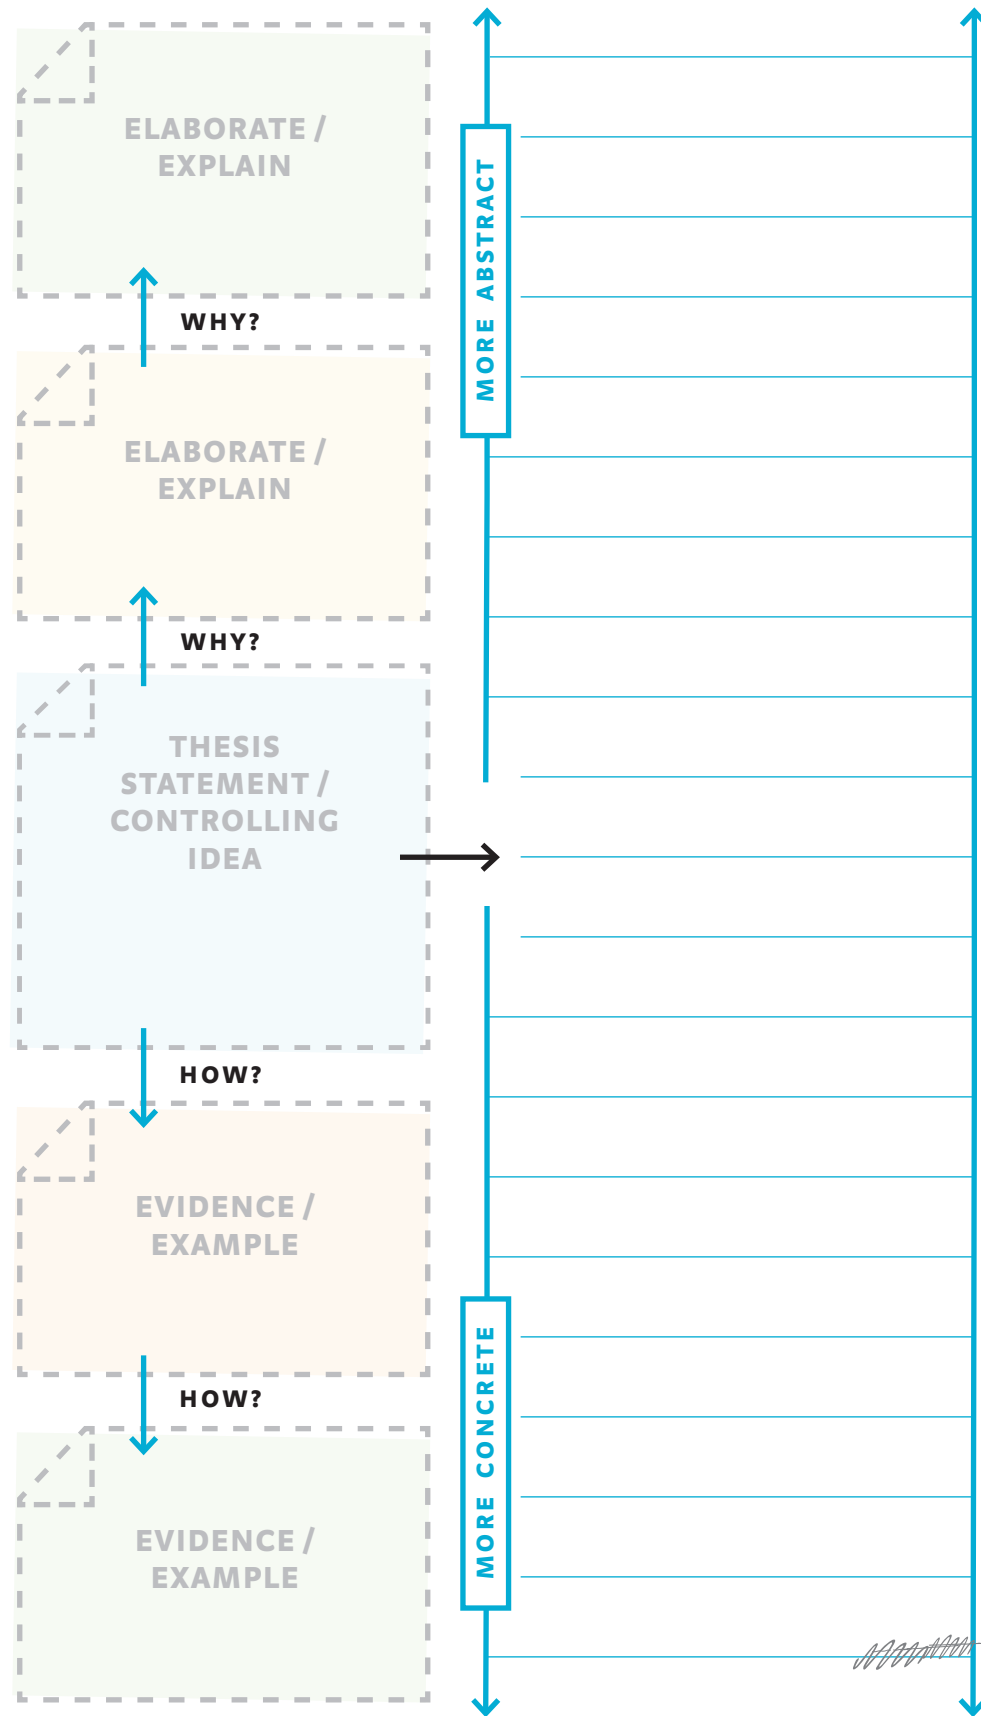 ELABORATE /
EXPLAIN
WHY?
ELABORATE /
EXPLAIN
WHY?
THESIS
STATEMENT /
CONTROLLING
IDEA
HOW?
EVIDENCE /
EXAMPLE
HOW?
EVIDENCE /
EXAMPLE
MORE ABSTRACT
MORE CONCRETE